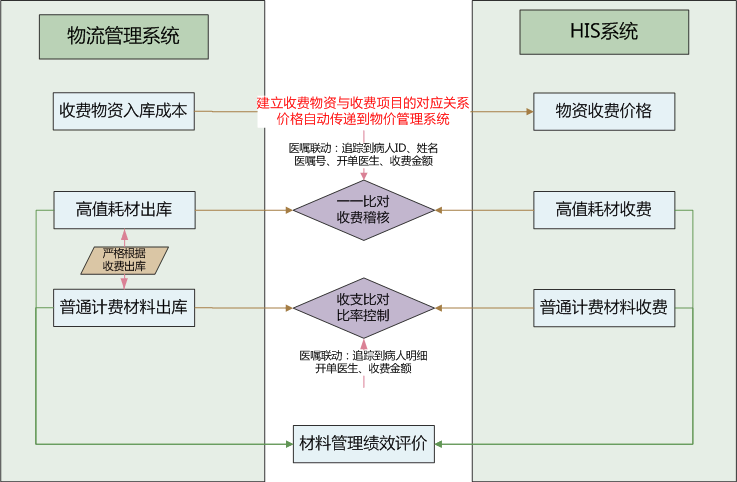 物流管理系统
HIS系统
收费物资入库成本
建立收费物资与收费项目的对应关系
价格自动传递到物价管理系统
物资收费价格
医嘱联动：追踪到病人ID、姓名
医嘱号、开单医生、收费金额
高值耗材出库
一一比对
收费稽核
高值耗材收费
严格根据
收费出库
普通计费材料出库
收支比对
比率控制
普通计费材料收费
医嘱联动：追踪到病人明细
开单医生、收费金额
材料管理绩效评价